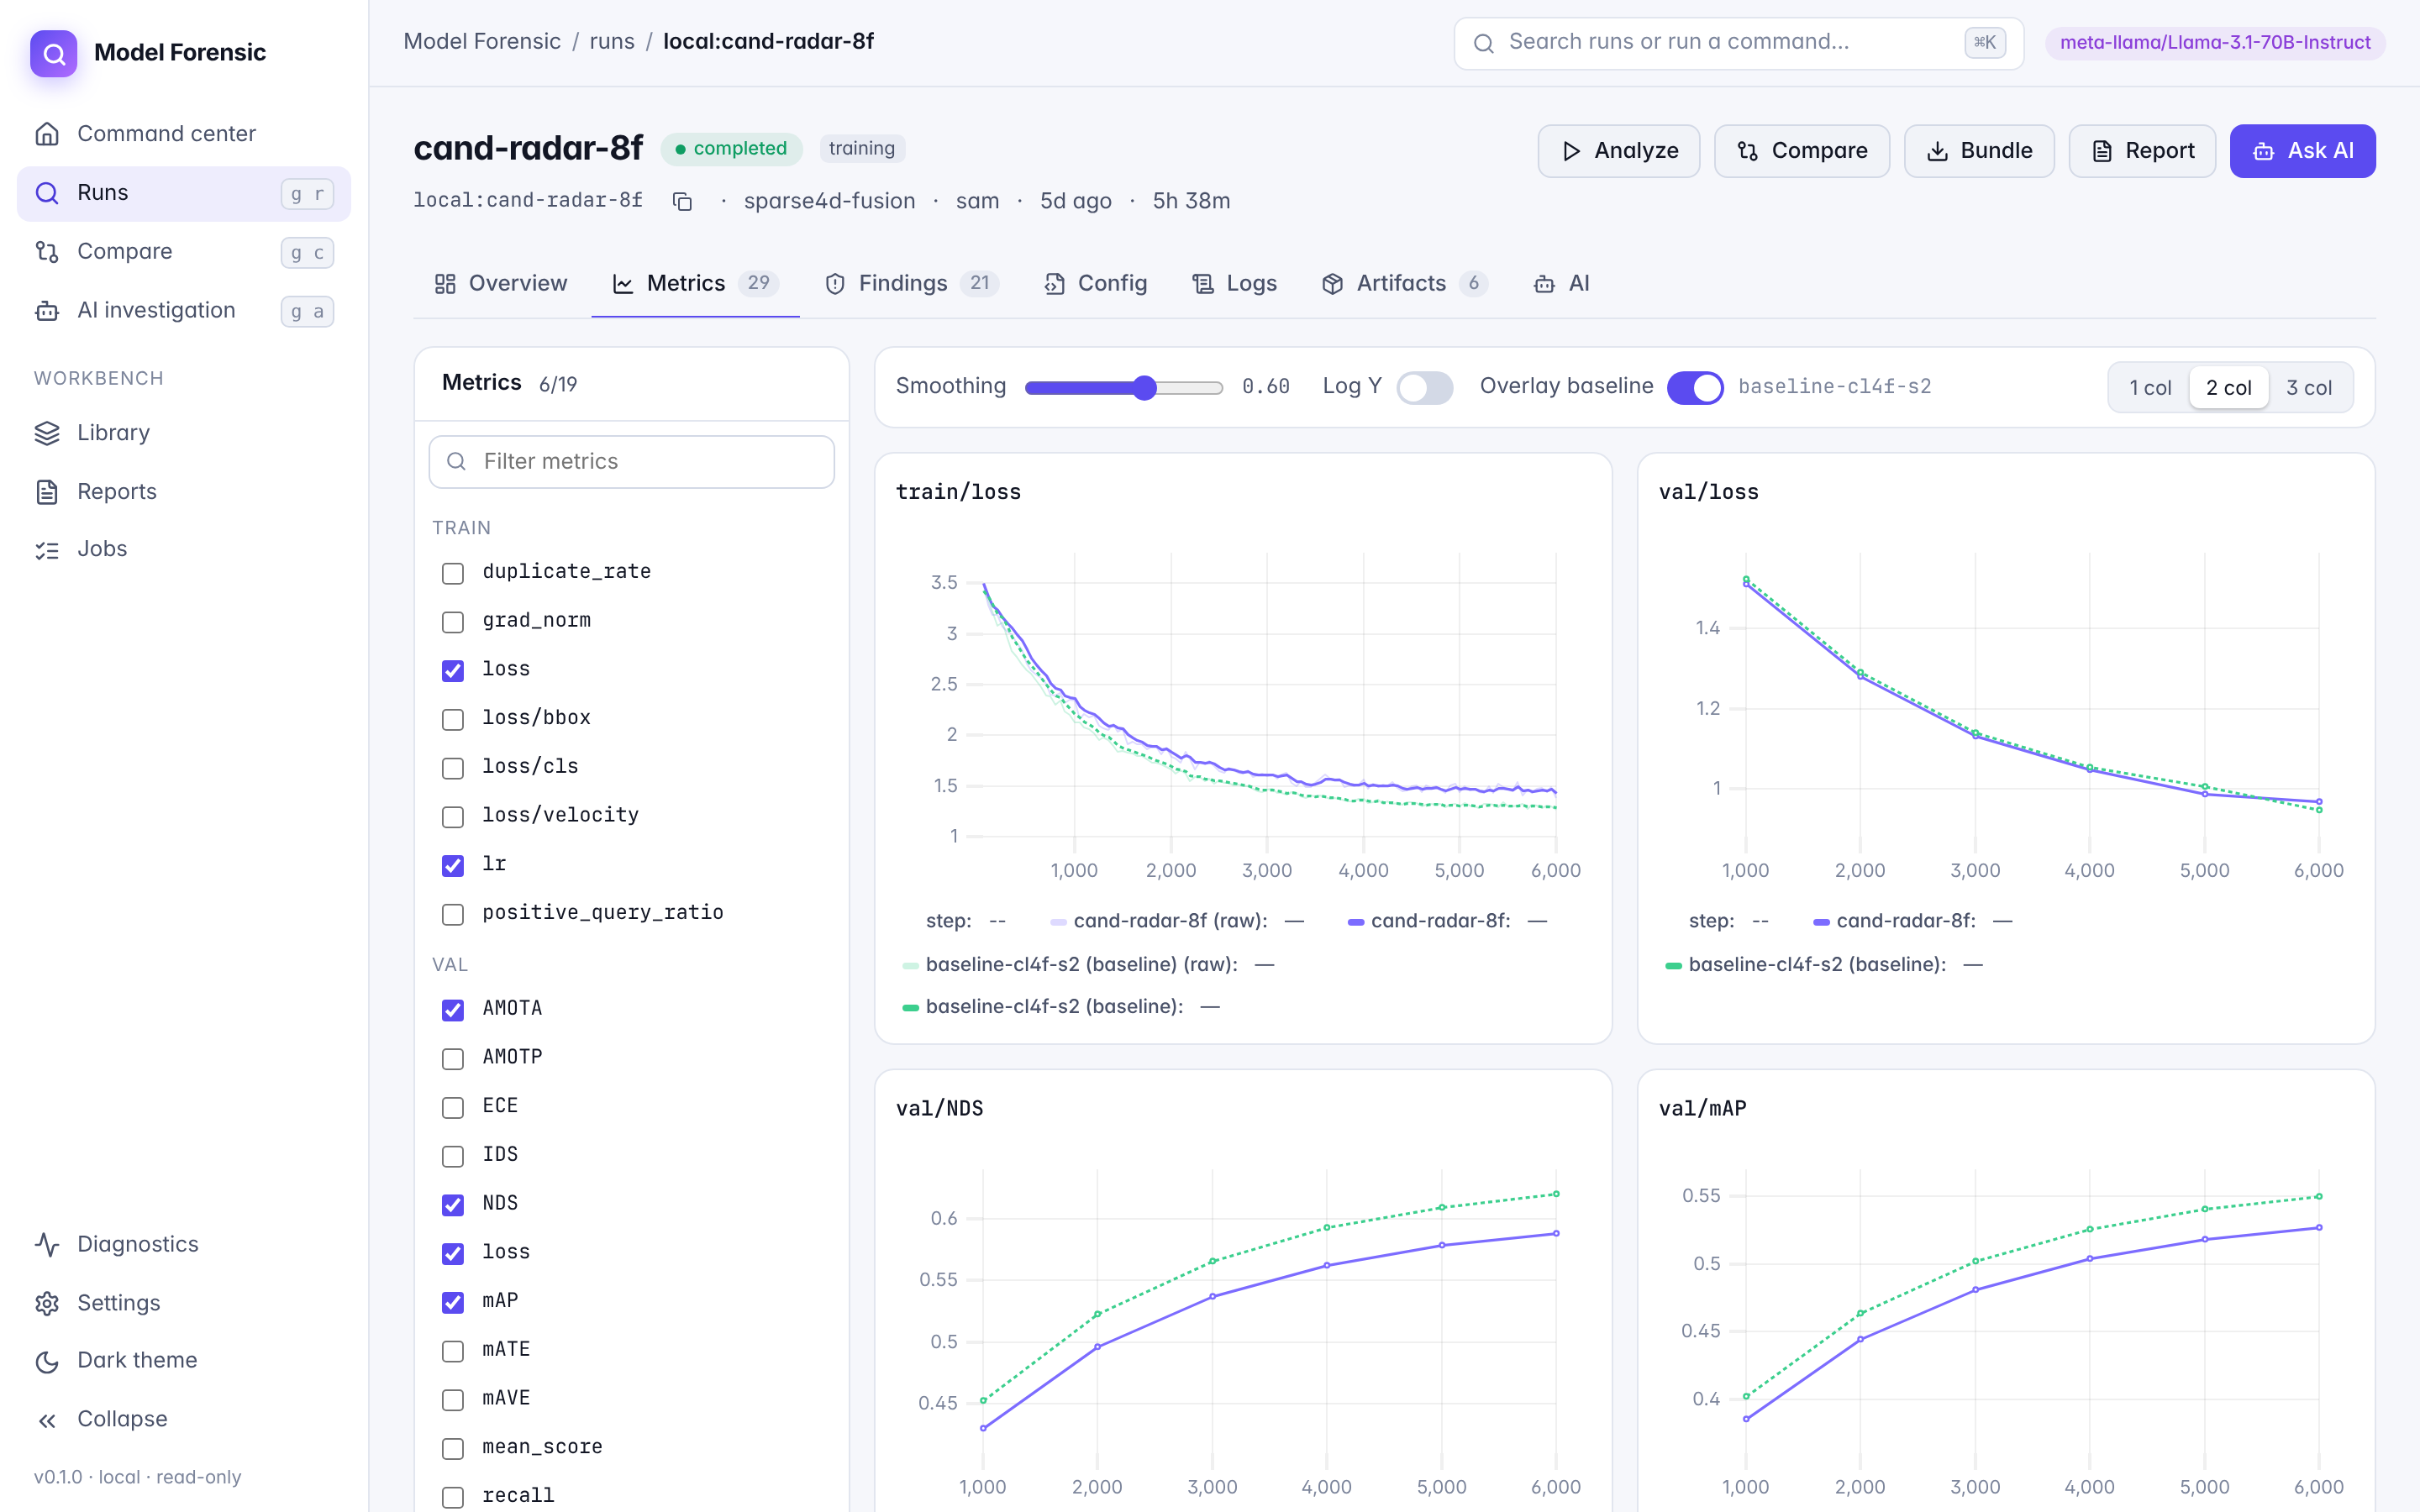 Model Forensic
Command center
Runs g r
Compare g c
AI investigation g a
WORKBENCH
Library
Reports
Jobs
Diagnostics
Settings
Dark theme
Collapse
v0.1.0 · local · read-only
Model Forensic / runs / local:cand-radar-8f
Search runs or run a command... ⌘K
meta-llama/Llama-3.1-70B-Instruct
cand-radar-8f completed training
Analyze Compare Bundle Report Ask AI
local:cand-radar-8f · sparse4d-fusion · sam · 5d ago · 5h 38m
Overview Metrics 29 Findings 21 Config Logs Artifacts 6 AI
Metrics 6/19
Filter metrics
TRAIN
duplicate_rate
grad_norm
loss
loss/bbox
loss/cls
loss/velocity
lr
positive_query_ratio
VAL
AMOTA
AMOTP
ECE
IDS
NDS
loss
mAP
mATE
mAVE
mean_score
recall
Smoothing 0.60 Log Y Overlay baseline baseline-cl4f-s2 1 col 2 col 3 col
train/loss
3.5
3
2.5
2
1.5
1
1,000 2,000 3,000 4,000 5,000 6,000
step: -- cand-radar-8f (raw): — cand-radar-8f: —
baseline-cl4f-s2 (baseline) (raw): —
baseline-cl4f-s2 (baseline): —
val/loss
1.4
1.2
1
1,000 2,000 3,000 4,000 5,000 6,000
step: -- cand-radar-8f: —
baseline-cl4f-s2 (baseline): —
val/NDS
0.6
0.55
0.5
0.45
1,000 2,000 3,000 4,000 5,000 6,000
val/mAP
0.55
0.5
0.45
0.4
1,000 2,000 3,000 4,000 5,000 6,000